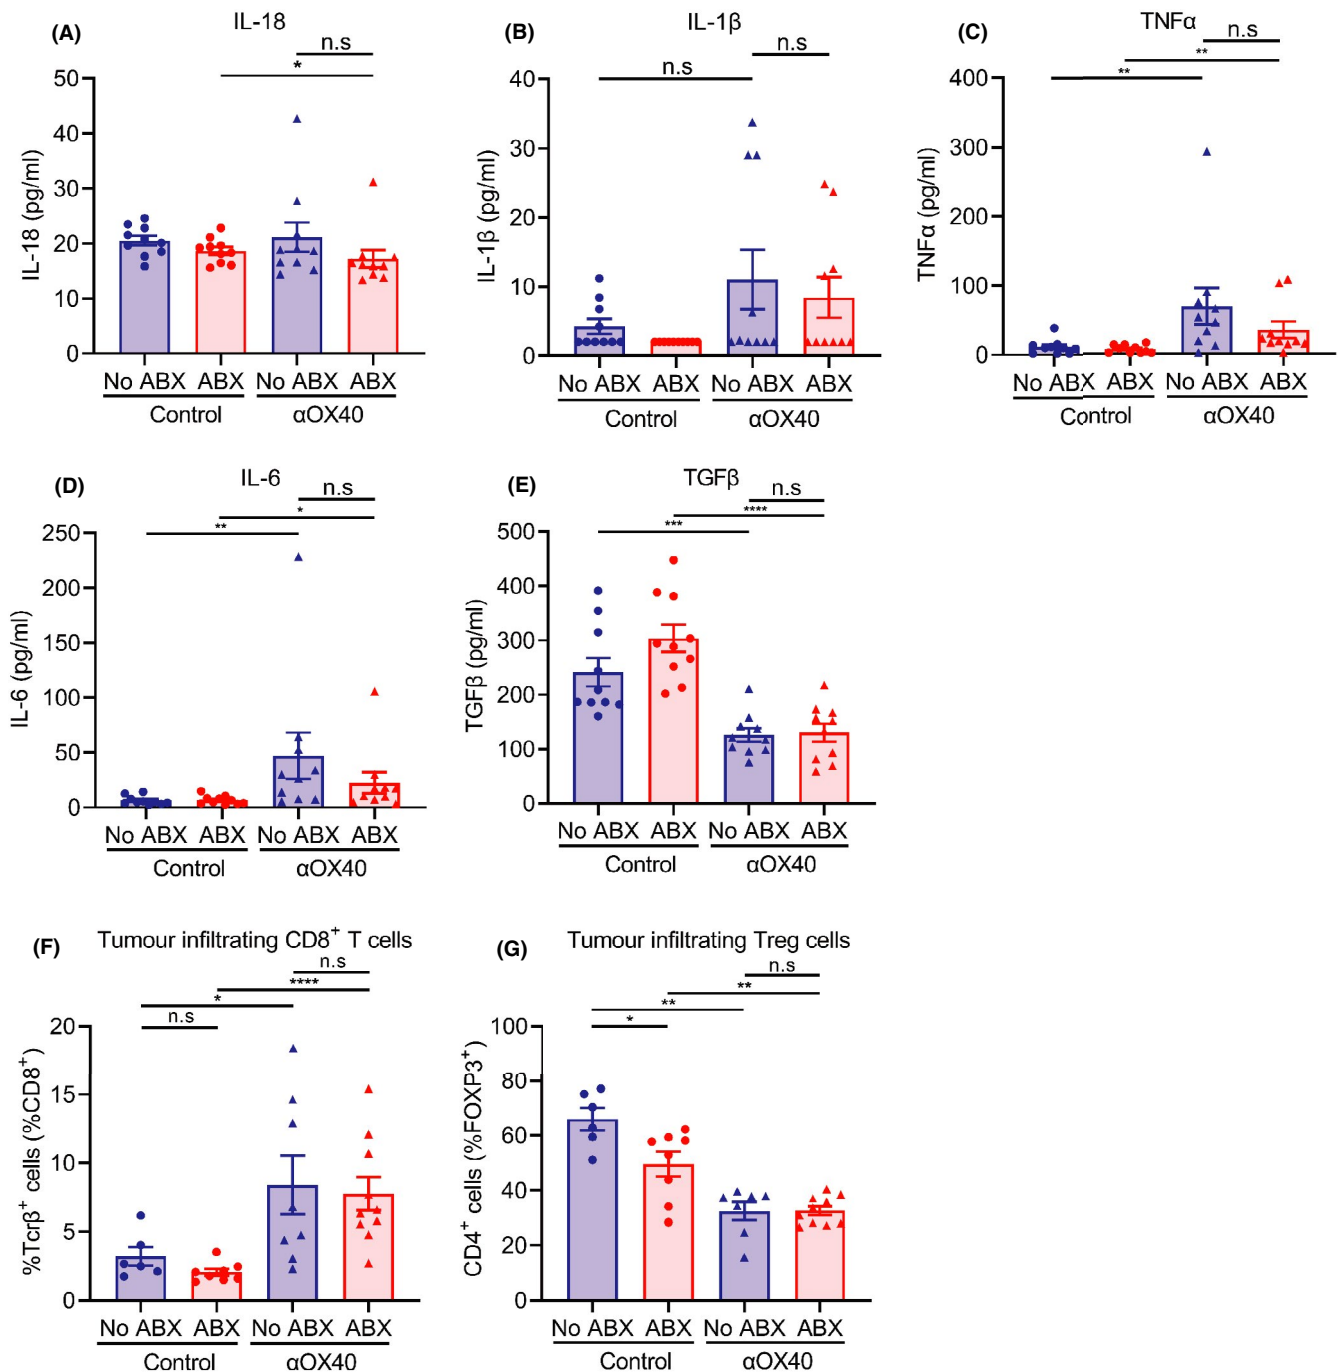 (A) IL-18
n.s
*
IL-18 (pg/ml)
50
40
30
20
10
0
No ABX ABX No ABX ABX
Control αOX40
(B) IL-1β
n.s
n.s
IL-1β (pg/ml)
40
30
20
10
0
No ABX ABX No ABX ABX
Control αOX40
(C) TNFα
n.s
**
**
TNFα (pg/ml)
400
300
200
100
0
No ABX ABX No ABX ABX
Control αOX40
(D) IL-6
n.s
*
**
IL-6 (pg/ml)
250
200
150
100
50
0
No ABX ABX No ABX ABX
Control αOX40
(E) TGFβ
n.s
****
***
TGFβ (pg/ml)
500
400
300
200
100
0
No ABX ABX No ABX ABX
Control αOX40
(F) Tumour infiltrating CD8⁺ T cells
n.s
****
*
n.s
%Tcrβ⁺ cells (%CD8⁺)
20
15
10
5
0
No ABX ABX No ABX ABX
Control αOX40
(G) Tumour infiltrating Treg cells
n.s
**
**
*
CD4⁺ cells (%FOXP3⁺)
100
80
60
40
20
0
No ABX ABX No ABX ABX
Control αOX40